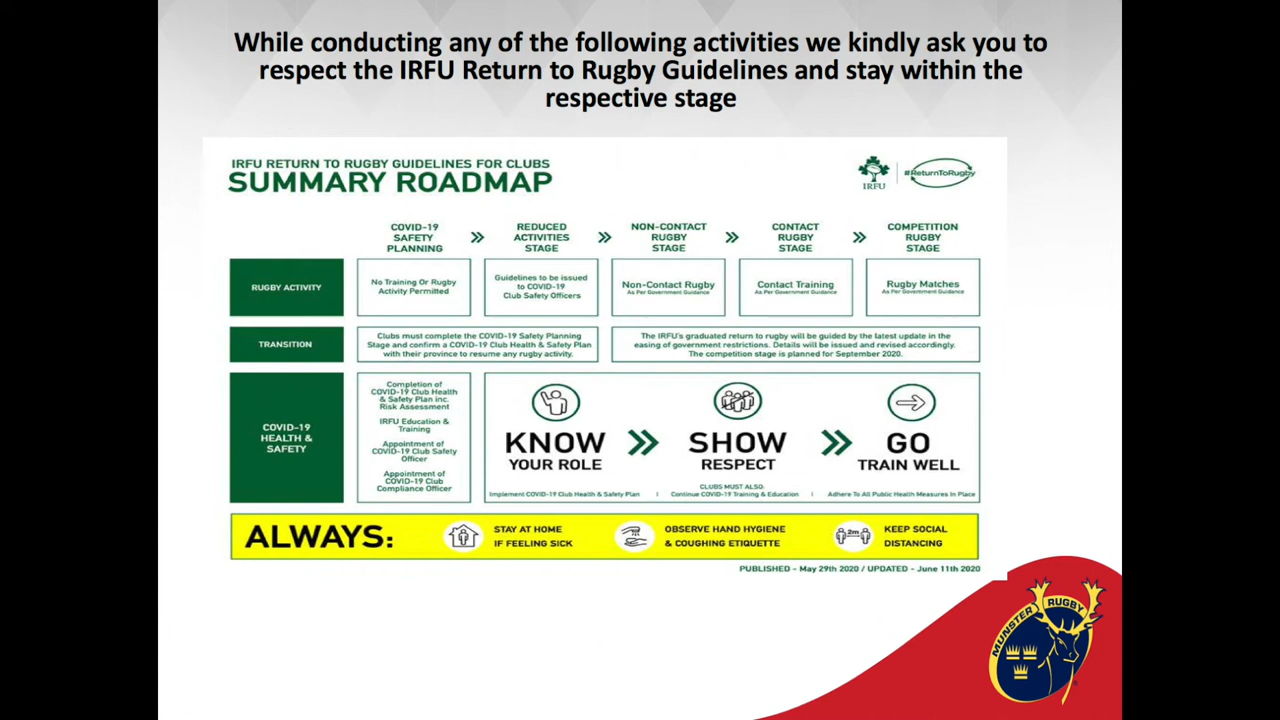 While conducting any of the following activities we kindly ask you to
respect the IRFU Return to Rugby Guidelines and stay within the
respective stage
IRFU RETURN TO RUGBY GUIDELINES FOR CLUBS
SUMMARY ROADMAP
IRFU
#ReturnToRugby
COVID-19
SAFETY
PLANNING
REDUCED
ACTIVITIES
STAGE
NON-CONTACT
RUGBY
STAGE
CONTACT
RUGBY
STAGE
COMPETITION
RUGBY
STAGE
RUGBY ACTIVITY
No Training Or Rugby
Activity Permitted
Guidelines to be issued
to COVID-19
Club Safety Officers
Non-Contact Rugby
As Per Government Guidance
Contact Training
As Per Government Guidance
Rugby Matches
As Per Government Guidance
TRANSITION
Clubs must complete the COVID-19 Safety Planning
Stage and confirm a COVID-19 Club Health & Safety Plan
with their province to resume any rugby activity.
The IRFU's graduated return to rugby will be guided by the latest update in the
easing of government restrictions. Details will be issued and revised accordingly.
The competition stage is planned for September 2020.
COVID-19
HEALTH &
SAFETY
Completion of
COVID-19 Club Health
& Safety Plan inc.
Risk Assessment
IRFU Education &
Training
Appointment of
COVID-19 Club Safety
Officer
Appointment of
COVID-19 Club
Compliance Officer
KNOW
YOUR ROLE
SHOW
RESPECT
GO
TRAIN WELL
CLUBS MUST ALSO:
Implement COVID-19 Club Health & Safety Plan | Continue COVID-19 Training & Education | Adhere To All Public Health Measures In Place
ALWAYS:
STAY AT HOME
IF FEELING SICK
OBSERVE HAND HYGIENE
& COUGHING ETIQUETTE
2m
KEEP SOCIAL
DISTANCING
PUBLISHED - May 29th 2020 / UPDATED - June 11th 2020
MUNSTER RUGBY